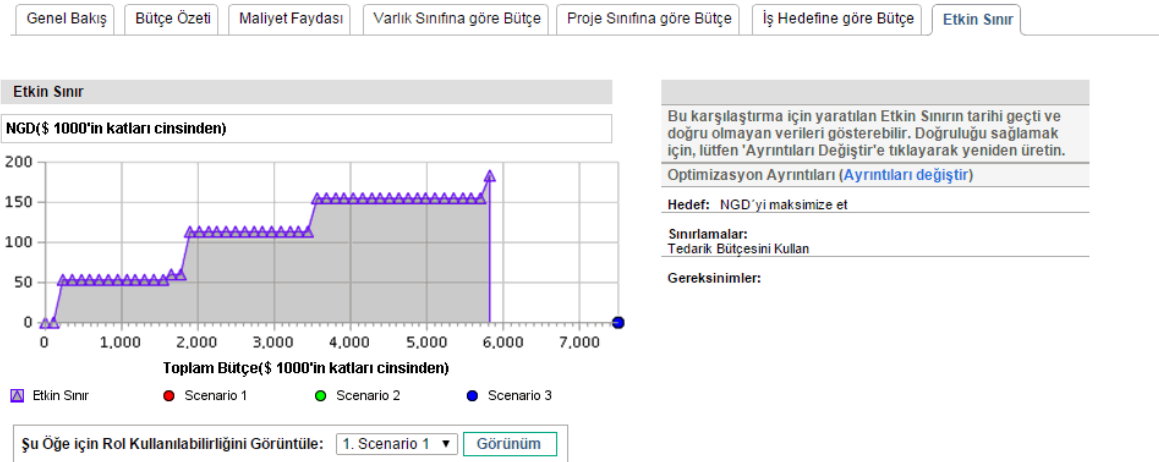 Genel Bakış
Bütçe Özeti
Maliyet Faydası
Varlık Sınıfına göre Bütçe
Proje Sınıfına göre Bütçe
İş Hedefine göre Bütçe
Etkin Sınır
Etkin Sınır
NGD($ 1000'in katları cinsinden)
200
150
100
50
0
0 1,000 2,000 3,000 4,000 5,000 6,000 7,000
Toplam Bütçe($ 1000'in katları cinsinden)
Etkin Sınır Scenario 1 Scenario 2 Scenario 3
Şu Öğe için Rol Kullanılabilirliğini Görüntüle: 1. Scenario 1 Görünüm
Bu karşılaştırma için yaratılan Etkin Sınırın tarihi geçti ve
doğru olmayan verileri gösterebilir. Doğruluğu sağlamak
için, lütfen 'Ayrıntıları Değiştir'e tıklayarak yeniden üretin.
Optimizasyon Ayrıntıları (Ayrıntıları değiştir)
Hedef: NGD´yi maksimize et
Sınırlamalar:
Tedarik Bütçesini Kullan
Gereksinimler: